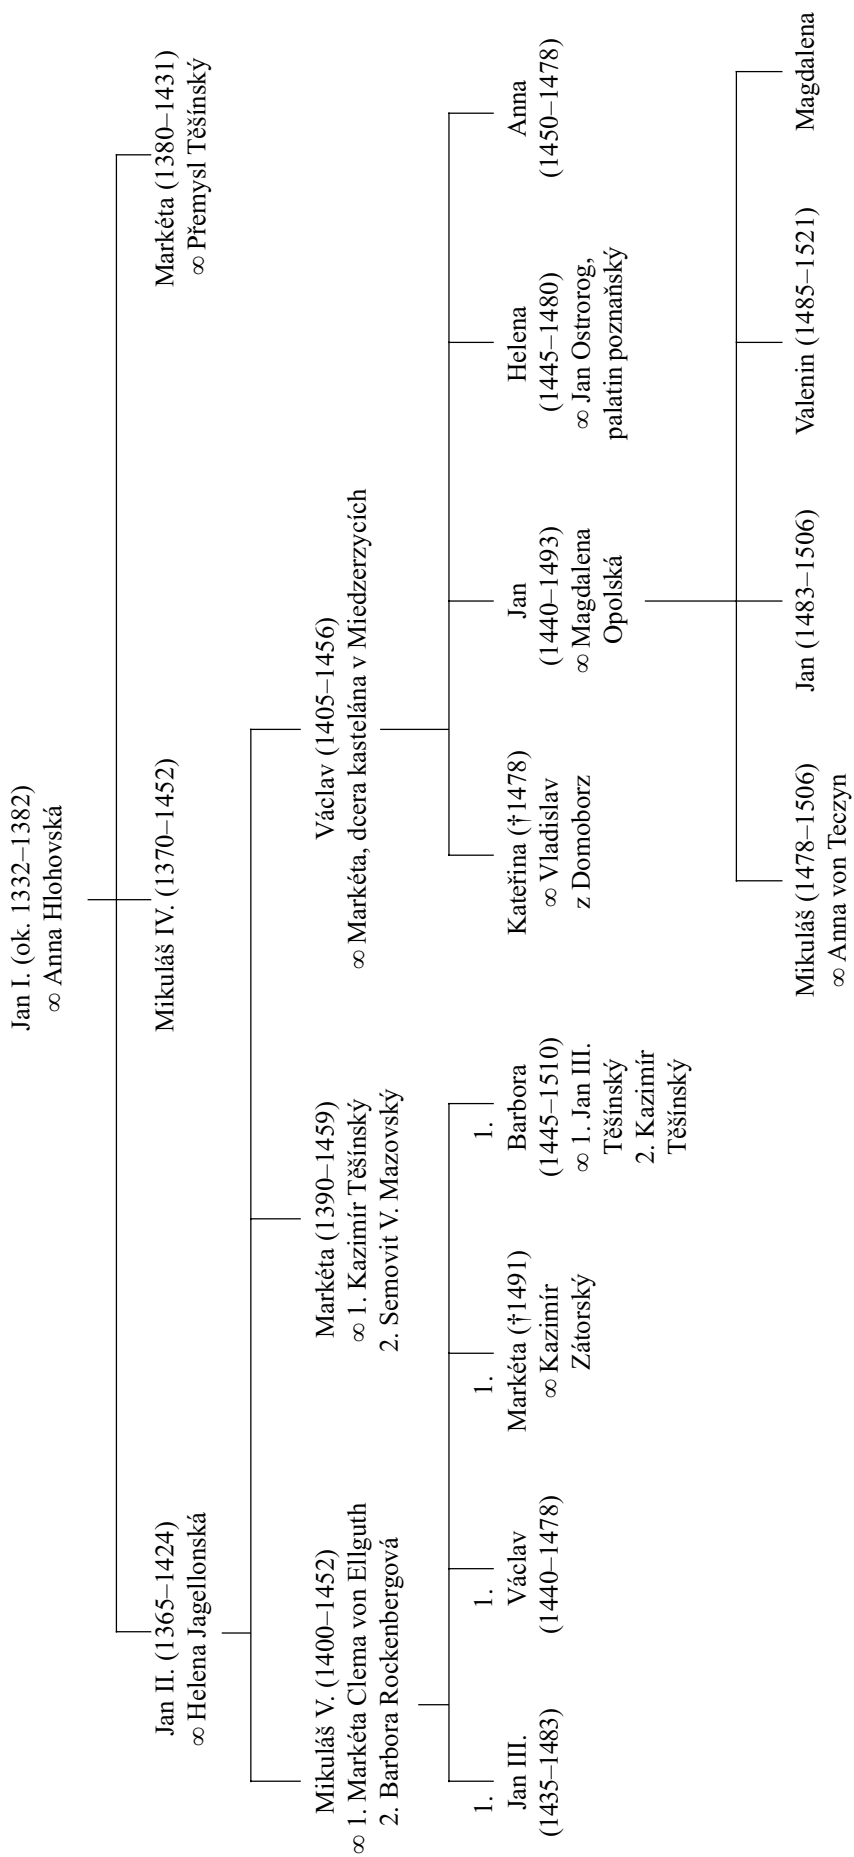 Jan I. (ok. 1332–1382)
∞ Anna Hlohovská
Jan II. (1365–1424)
∞ Helena Jagellonská
Mikuláš IV. (1370–1452)
Markéta (1380–1431)
∞ Přemysl Těšínský
Mikuláš V. (1400–1452)
∞ 1. Markéta Clema von Ellguth
2. Barbora Rockenbergová
Markéta (1390–1459)
∞ 1. Kazimír Těšínský
2. Semovit V. Mazovský
Václav (1405–1456)
∞ Markéta, dcera kastelána v Miedzerzycích
1.
Jan III.
(1435–1483)
1.
Václav
(1440–1478)
1.
Markéta (†1491)
∞ Kazimír
Zátorský
1.
Barbora
(1445–1510)
∞ 1. Jan III.
Těšínský
2. Kazimír
Těšínský
Kateřina (†1478)
∞ Vladislav
z Domoborz
Jan
(1440–1493)
∞ Magdalena
Opolská
Helena
(1445–1480)
∞ Jan Ostrorog,
palatin poznaňský
Anna
(1450–1478)
Mikuláš (1478–1506)
∞ Anna von Teczyn
Jan (1483–1506)
Valenin (1485–1521)
Magdalena